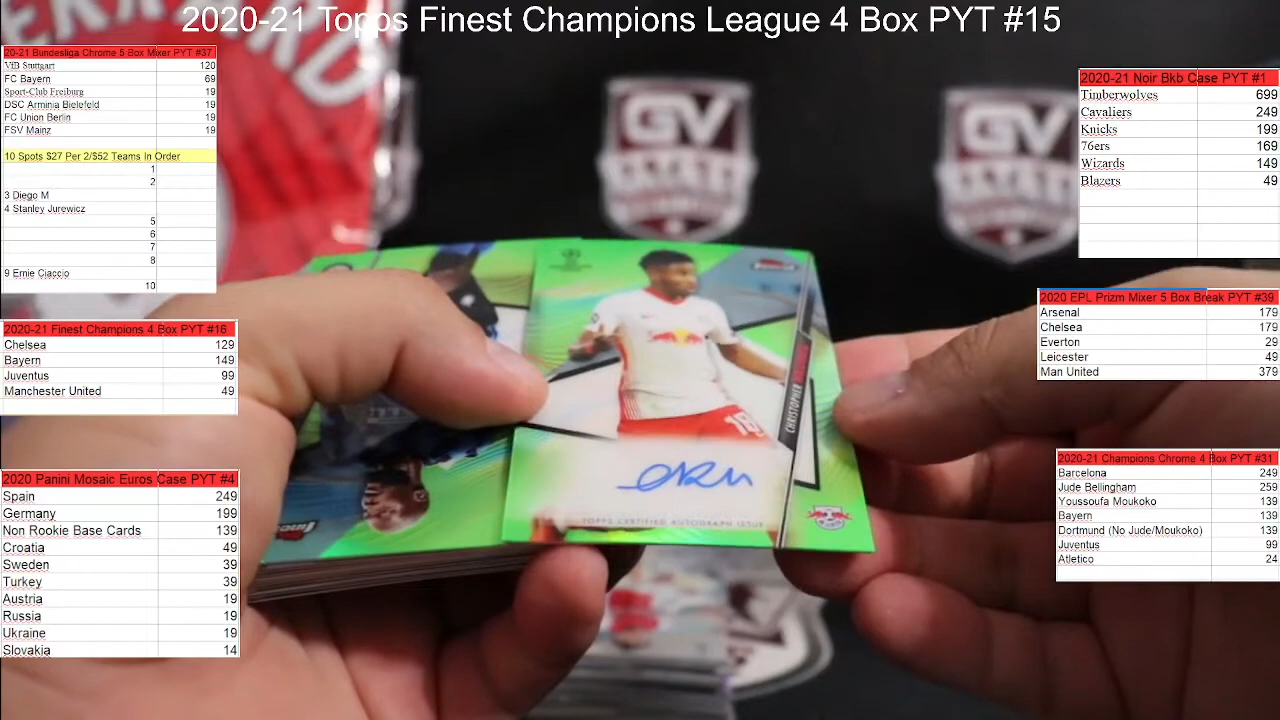 2020-21 Topps Finest Champions League 4 Box PYT #15
20-21 Bundesliga Chrome 5 Box Mixer PYT #37
VfB Stuttgart 120
FC Bayern 69
Sport-Club Freiburg 19
DSC Arminia Bielefeld 19
FC Union Berlin 19
FSV Mainz 19
10 Spots $27 Per 2/$52 Teams In Order
1
2
3 Diego M
4 Stanley Jurewicz
5
6
7
8
9 Ernie Ciaccio
10
2020-21 Finest Champions 4 Box PYT #16
Chelsea 129
Bayern 149
Juventus 99
Manchester United 49
2020 Panini Mosaic Euros Case PYT #4
Spain 249
Germany 199
Non Rookie Base Cards 139
Croatia 49
Sweden 39
Turkey 39
Austria 19
Russia 19
Ukraine 19
Slovakia 14
GV
CHRISTOPHER
18
TOPPS CERTIFIED AUTOGRAPH ISSUE
2020-21 Noir Bkb Case PYT #1
Timberwolves 699
Cavaliers 249
Knicks 199
76ers 169
Wizards 149
Blazers 49
2020 EPL Prizm Mixer 5 Box Break PYT #39
Arsenal 179
Chelsea 179
Everton 29
Leicester 49
Man United 379
2020-21 Champions Chrome 4 Box PYT #31
Barcelona 249
Jude Bellingham 259
Youssoufa Moukoko 139
Bayern 139
Dortmund (No Jude/Moukoko) 139
Juventus 99
Atletico 24